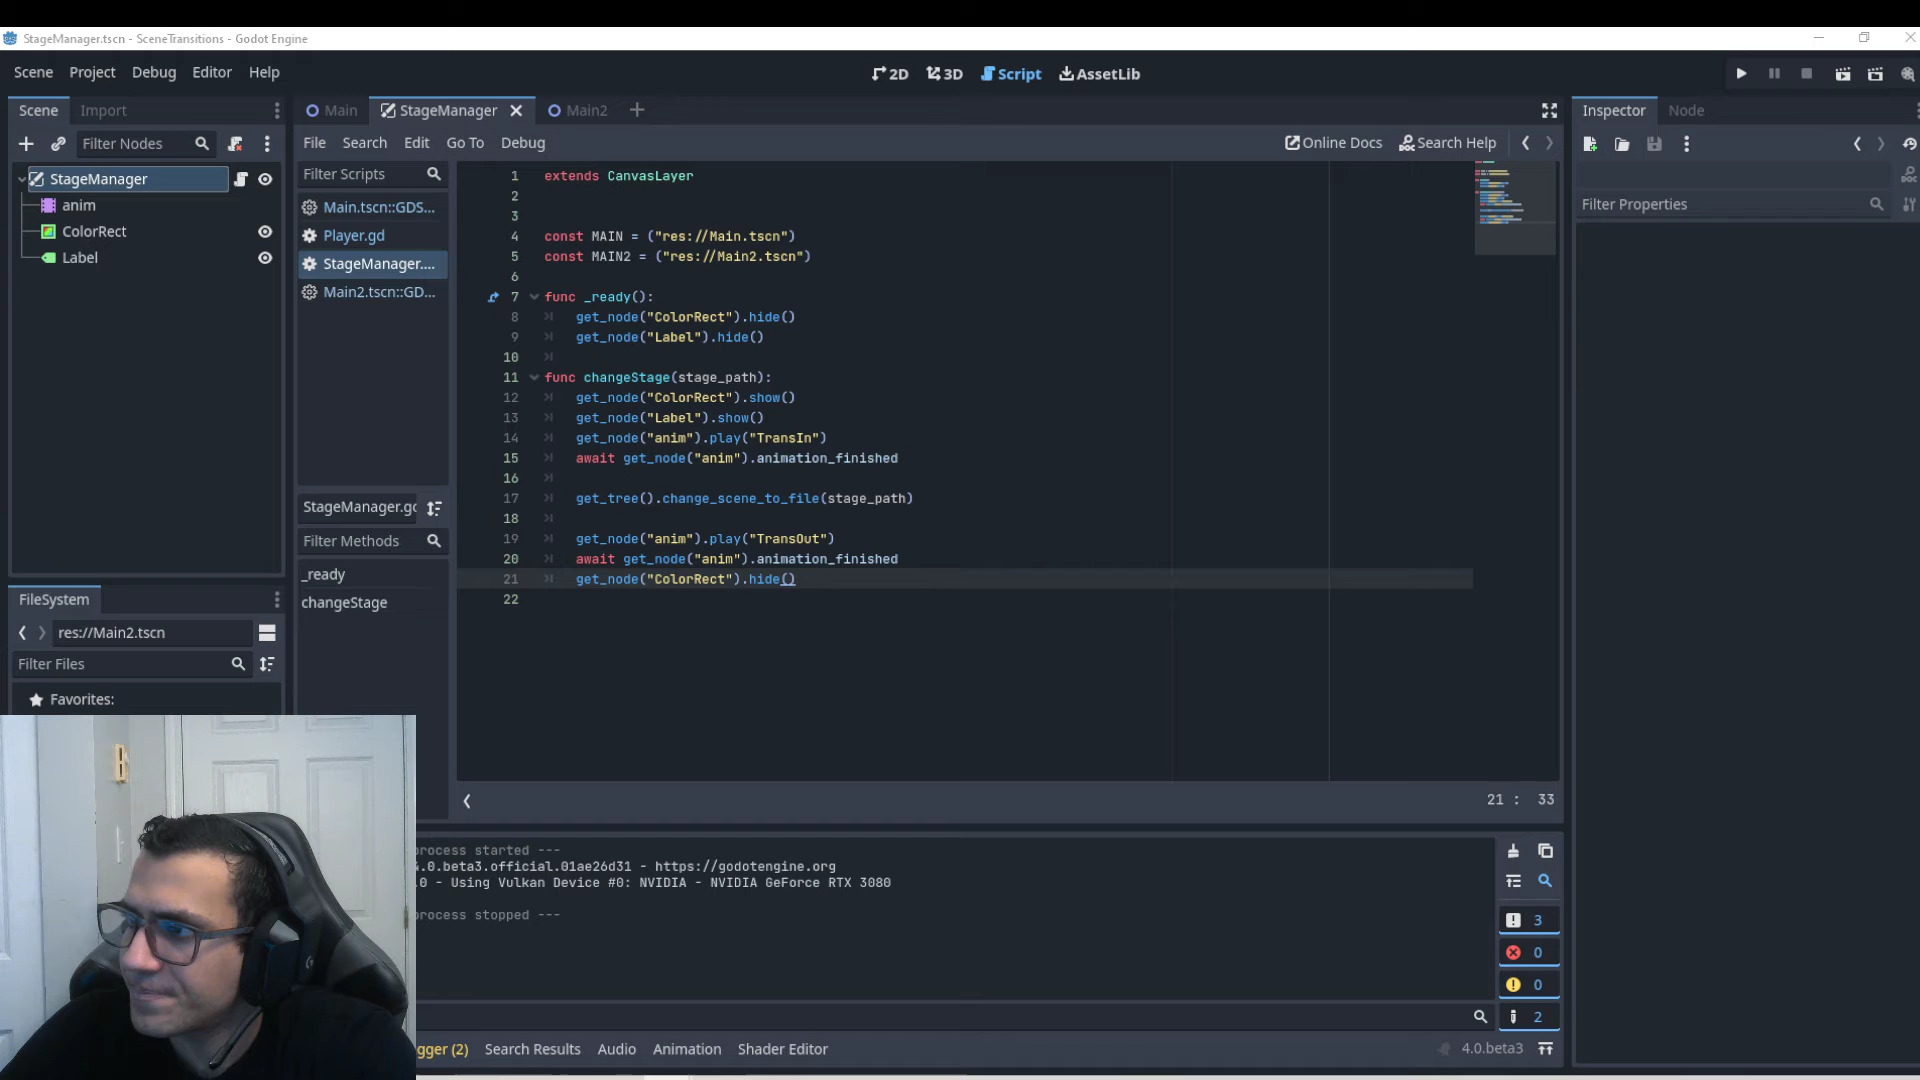 StageManager.tscn - SceneTransitions - Godot Engine
Scene Project Debug Editor Help
2D 3D Script AssetLib
Scene Import
Main StageManager Main2
Inspector Node
Filter Nodes
File Search Edit Go To Debug
Online Docs Search Help
StageManager
anim
ColorRect
Label
Filter Scripts
Main.tscn::GDS...
Player.gd
StageManager....
Main2.tscn::GD...
StageManager.gc
Filter Methods
_ready
changeStage
1 extends CanvasLayer
2
3
4 const MAIN = ("res://Main.tscn")
5 const MAIN2 = ("res://Main2.tscn")
6
7 func _ready():
8 get_node("ColorRect").hide()
9 get_node("Label").hide()
10
11 func changeStage(stage_path):
12 get_node("ColorRect").show()
13 get_node("Label").show()
14 get_node("anim").play("TransIn")
15 await get_node("anim").animation_finished
16
17 get_tree().change_scene_to_file(stage_path)
18
19 get_node("anim").play("TransOut")
20 await get_node("anim").animation_finished
21 get_node("ColorRect").hide()
22
21 : 33
Filter Properties
FileSystem
res://Main2.tscn
Filter Files
Favorites:
process started ---
4.0.beta3.official.01ae26d31 - https://godotengine.org
.0 - Using Vulkan Device #0: NVIDIA - NVIDIA GeForce RTX 3080
process stopped ---
3
0
0
2
gger (2) Search Results Audio Animation Shader Editor
4.0.beta3